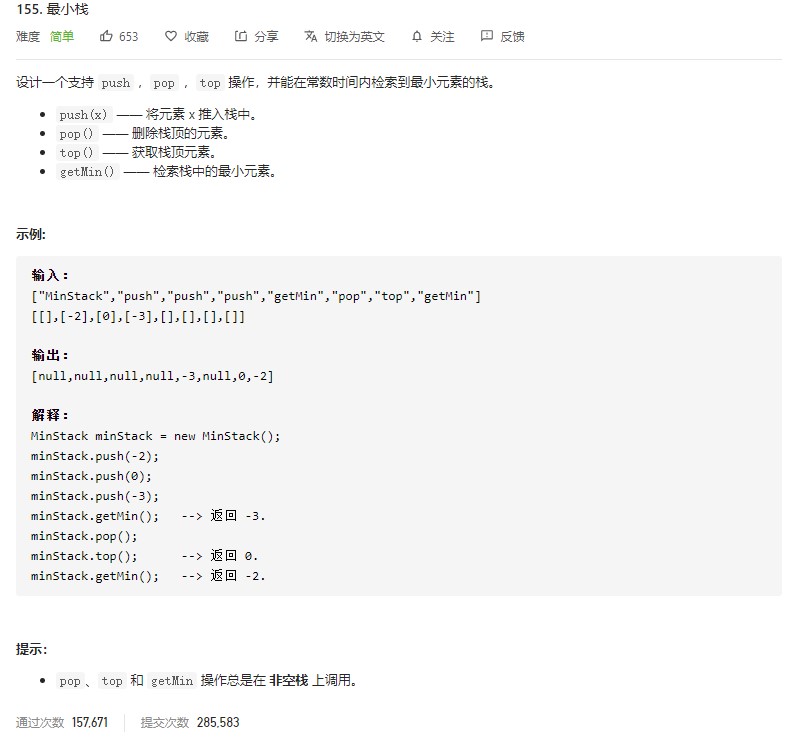 155. 最小栈
难度 简单 653 收藏 分享 切换为英文 关注 反馈
设计一个支持 push ，pop ，top 操作，并能在常数时间内检索到最小元素的栈。
push(x) —— 将元素 x 推入栈中。
pop() —— 删除栈顶的元素。
top() —— 获取栈顶元素。
getMin() —— 检索栈中的最小元素。
示例:
输入：
["MinStack","push","push","push","getMin","pop","top","getMin"]
[[],[-2],[0],[-3],[],[],[],[]]
输出：
[null,null,null,null,-3,null,0,-2]
解释：
MinStack minStack = new MinStack();
minStack.push(-2);
minStack.push(0);
minStack.push(-3);
minStack.getMin();   --> 返回 -3.
minStack.pop();
minStack.top();      --> 返回 0.
minStack.getMin();   --> 返回 -2.
提示：
pop、top 和 getMin 操作总是在 非空栈 上调用。
通过次数 157,671 提交次数 285,583